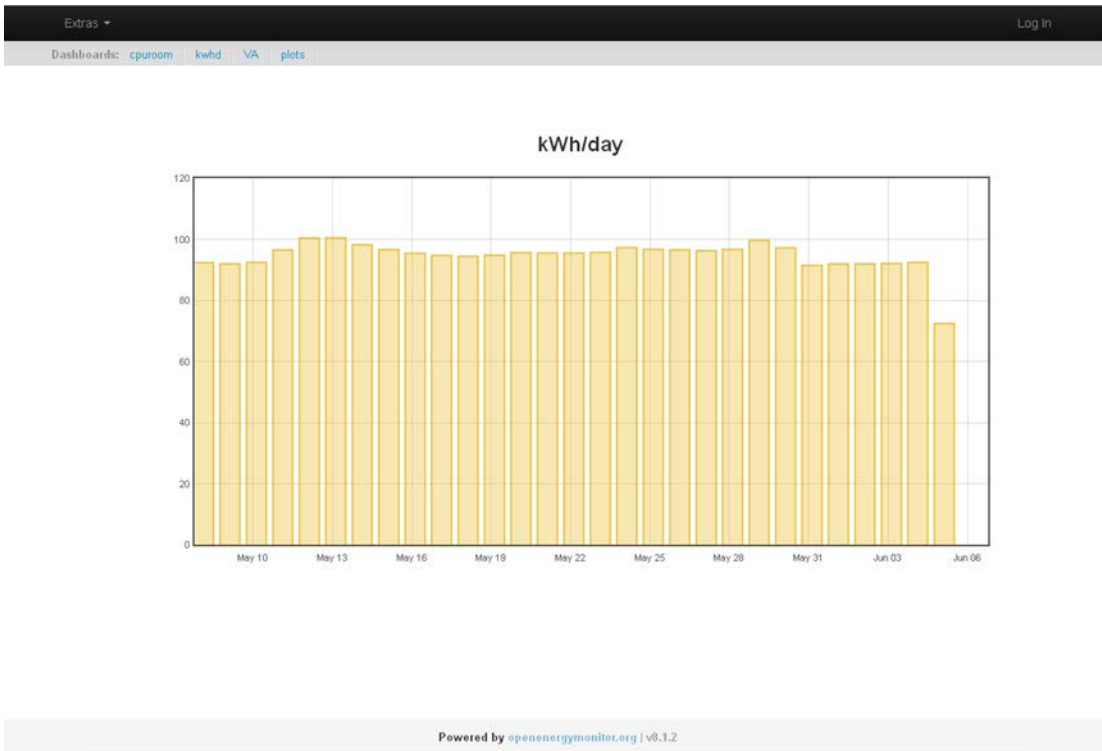 Extras Log In
Dashboards: cpuroom kwhd VA plots
kWh/day
120
100
80
60
40
20
0
May 10 May 13 May 16 May 19 May 22 May 25 May 28 May 31 Jun 03 Jun 06
Powered by openenergymonitor.org | v8.1.2